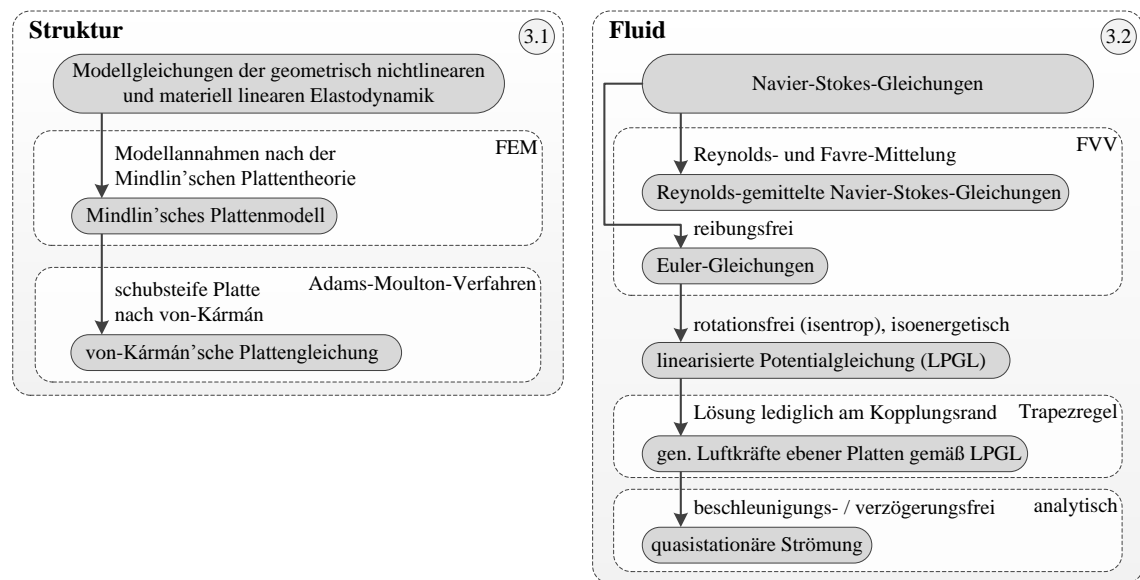 Struktur
3.1
Modellgleichungen der geometrisch nichtlinearen
und materiell linearen Elastodynamik
FEM
Modellannahmen nach der
Mindlin’schen Plattentheorie
Mindlin’sches Plattenmodell
Adams-Moulton-Verfahren
schubsteife Platte
nach von-Kármán
von-Kármán’sche Plattengleichung
Fluid
3.2
Navier-Stokes-Gleichungen
FVV
Reynolds- und Favre-Mittelung
Reynolds-gemittelte Navier-Stokes-Gleichungen
reibungsfrei
Euler-Gleichungen
rotationsfrei (isentrop), isoenergetisch
linearisierte Potentialgleichung (LPGL)
Lösung lediglich am Kopplungsrand
Trapezregel
gen. Luftkräfte ebener Platten gemäß LPGL
beschleunigungs- / verzögerungsfrei
analytisch
quasistationäre Strömung